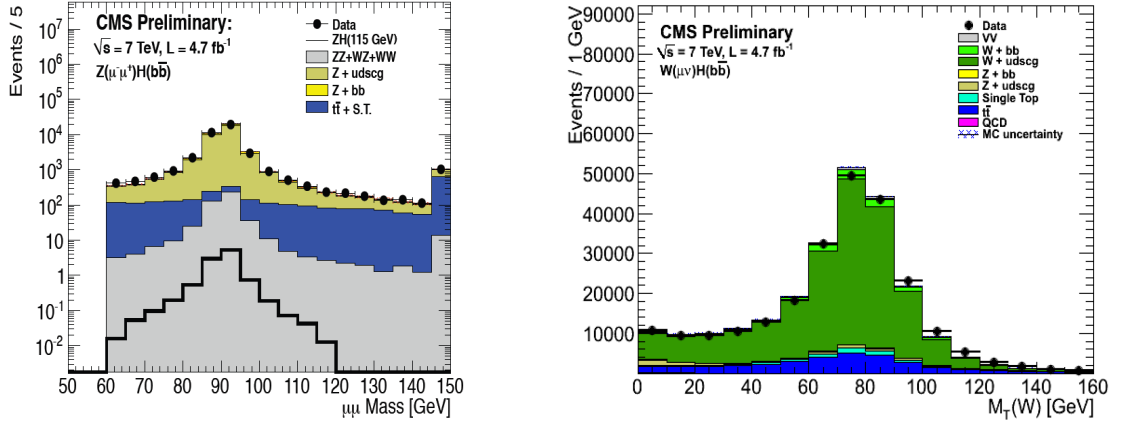 CMS Preliminary:
√s = 7 TeV, L = 4.7 fb⁻¹
Z(μ⁻μ⁺)H(bb̄)
Data
ZH(115 GeV)
ZZ+WZ+WW
Z + udscg
Z + bb
tt̄ + S.T.
Events / 5
10⁷
10⁶
10⁵
10⁴
10³
10²
10
1
10⁻¹
10⁻²
50 60 70 80 90 100 110 120 130 140 150
μμ Mass [GeV]
CMS Preliminary
√s = 7 TeV, L = 4.7 fb⁻¹
W(μν)H(bb̄)
Data
VV
W + bb
W + udscg
Z + bb
Z + udscg
Single Top
tt̄
QCD
MC uncertainty
Events / 1 GeV
90000
80000
70000
60000
50000
40000
30000
20000
10000
0 20 40 60 80 100 120 140 160
M_T(W) [GeV]